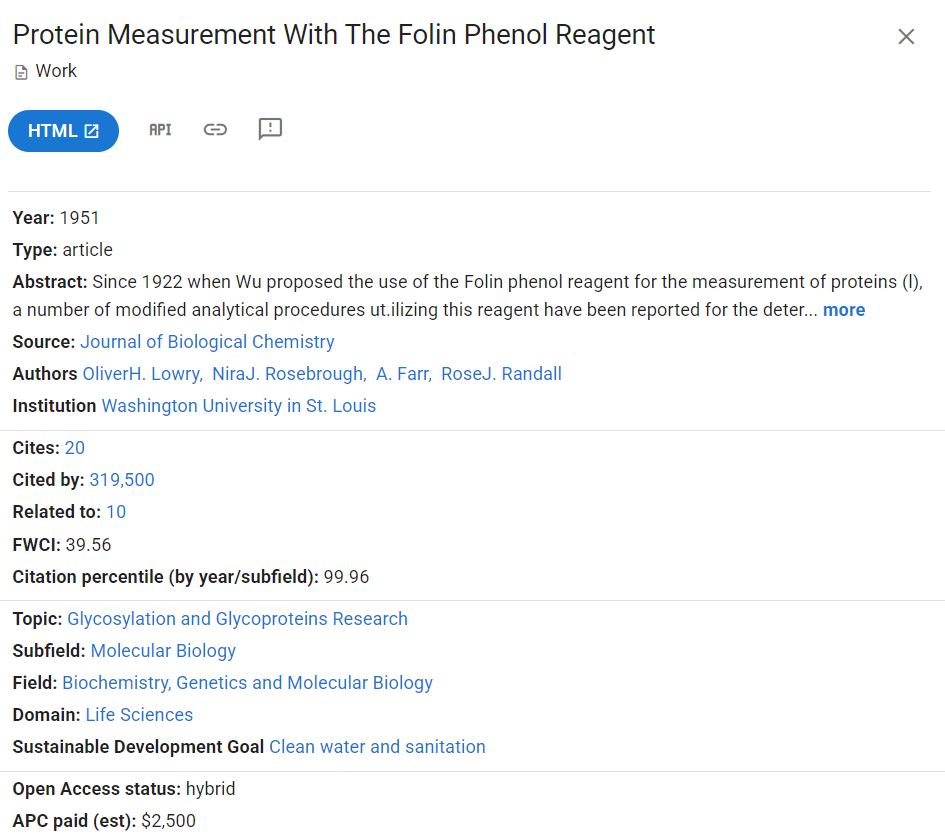 Protein Measurement With The Folin Phenol Reagent
Work
HTML
API
Year: 1951
Type: article
Abstract: Since 1922 when Wu proposed the use of the Folin phenol reagent for the measurement of proteins (l),
a number of modified analytical procedures ut.ilizing this reagent have been reported for the deter... more
Source: Journal of Biological Chemistry
Authors OliverH. Lowry, NiraJ. Rosebrough, A. Farr, RoseJ. Randall
Institution Washington University in St. Louis
Cites: 20
Cited by: 319,500
Related to: 10
FWCI: 39.56
Citation percentile (by year/subfield): 99.96
Topic: Glycosylation and Glycoproteins Research
Subfield: Molecular Biology
Field: Biochemistry, Genetics and Molecular Biology
Domain: Life Sciences
Sustainable Development Goal Clean water and sanitation
Open Access status: hybrid
APC paid (est): $2,500